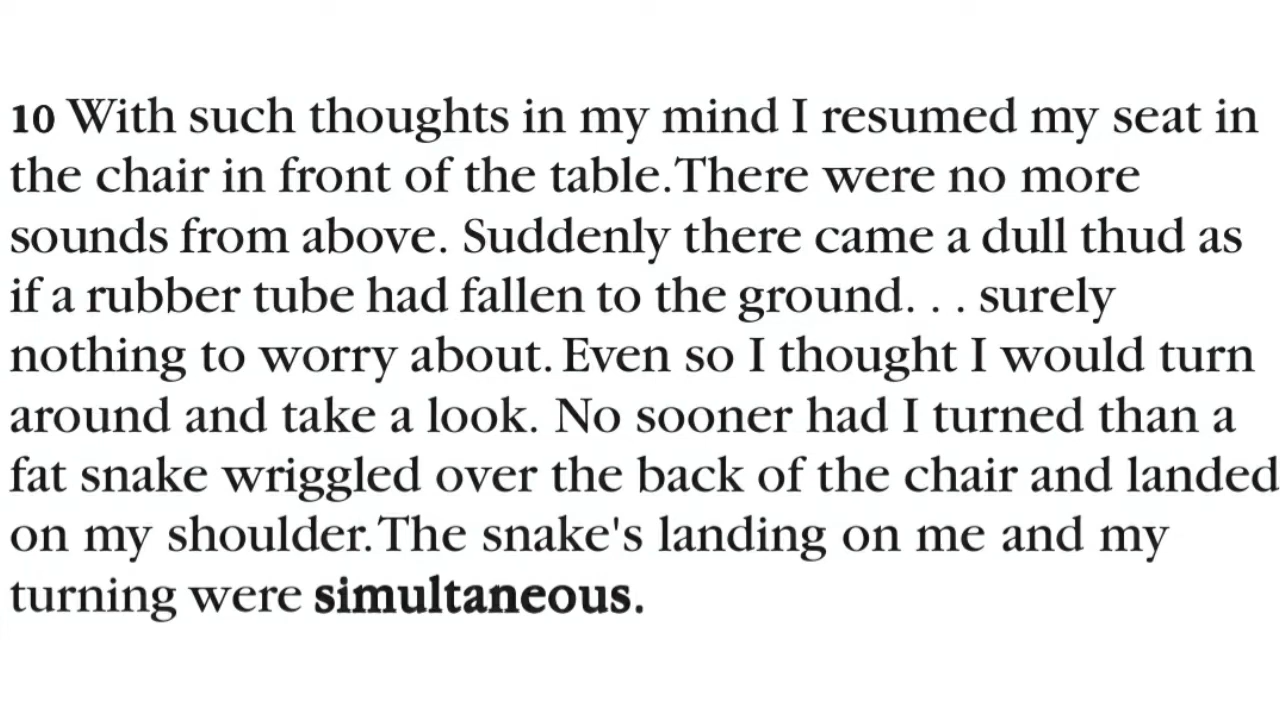 10 With such thoughts in my mind I resumed my seat in
the chair in front of the table.There were no more
sounds from above. Suddenly there came a dull thud as
if a rubber tube had fallen to the ground. . . surely
nothing to worry about. Even so I thought I would turn
around and take a look. No sooner had I turned than a
fat snake wriggled over the back of the chair and landed
on my shoulder.The snake's landing on me and my
turning were simultaneous.